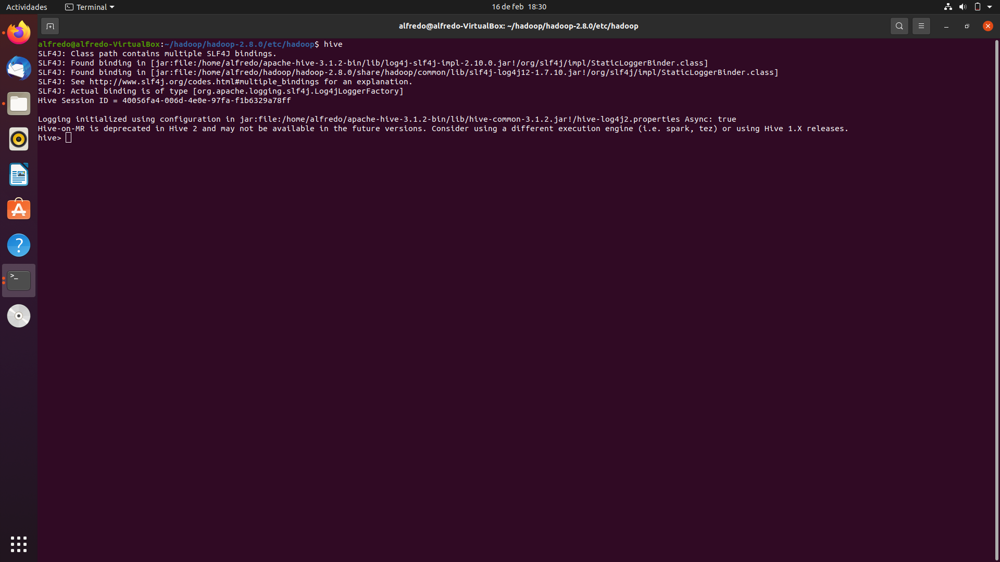 Actividades
Terminal
16 de feb 18:30
alfredo@alfredo-VirtualBox: ~/hadoop/hadoop-2.8.0/etc/hadoop
alfredo@alfredo-VirtualBox:~/hadoop/hadoop-2.8.0/etc/hadoop$ hive
SLF4J: Class path contains multiple SLF4J bindings.
SLF4J: Found binding in [jar:file:/home/alfredo/apache-hive-3.1.2-bin/lib/log4j-slf4j-impl-2.10.0.jar!/org/slf4j/impl/StaticLoggerBinder.class]
SLF4J: Found binding in [jar:file:/home/alfredo/hadoop/hadoop-2.8.0/share/hadoop/common/lib/slf4j-log4j12-1.7.10.jar!/org/slf4j/impl/StaticLoggerBinder.class]
SLF4J: See http://www.slf4j.org/codes.html#multiple_bindings for an explanation.
SLF4J: Actual binding is of type [org.apache.logging.slf4j.Log4jLoggerFactory]
Hive Session ID = 40056fa4-006d-4e0e-97fa-f1b6329a78ff
Logging initialized using configuration in jar:file:/home/alfredo/apache-hive-3.1.2-bin/lib/hive-common-3.1.2.jar!/hive-log4j2.properties Async: true
Hive-on-MR is deprecated in Hive 2 and may not be available in the future versions. Consider using a different execution engine (i.e. spark, tez) or using Hive 1.X releases.
hive>